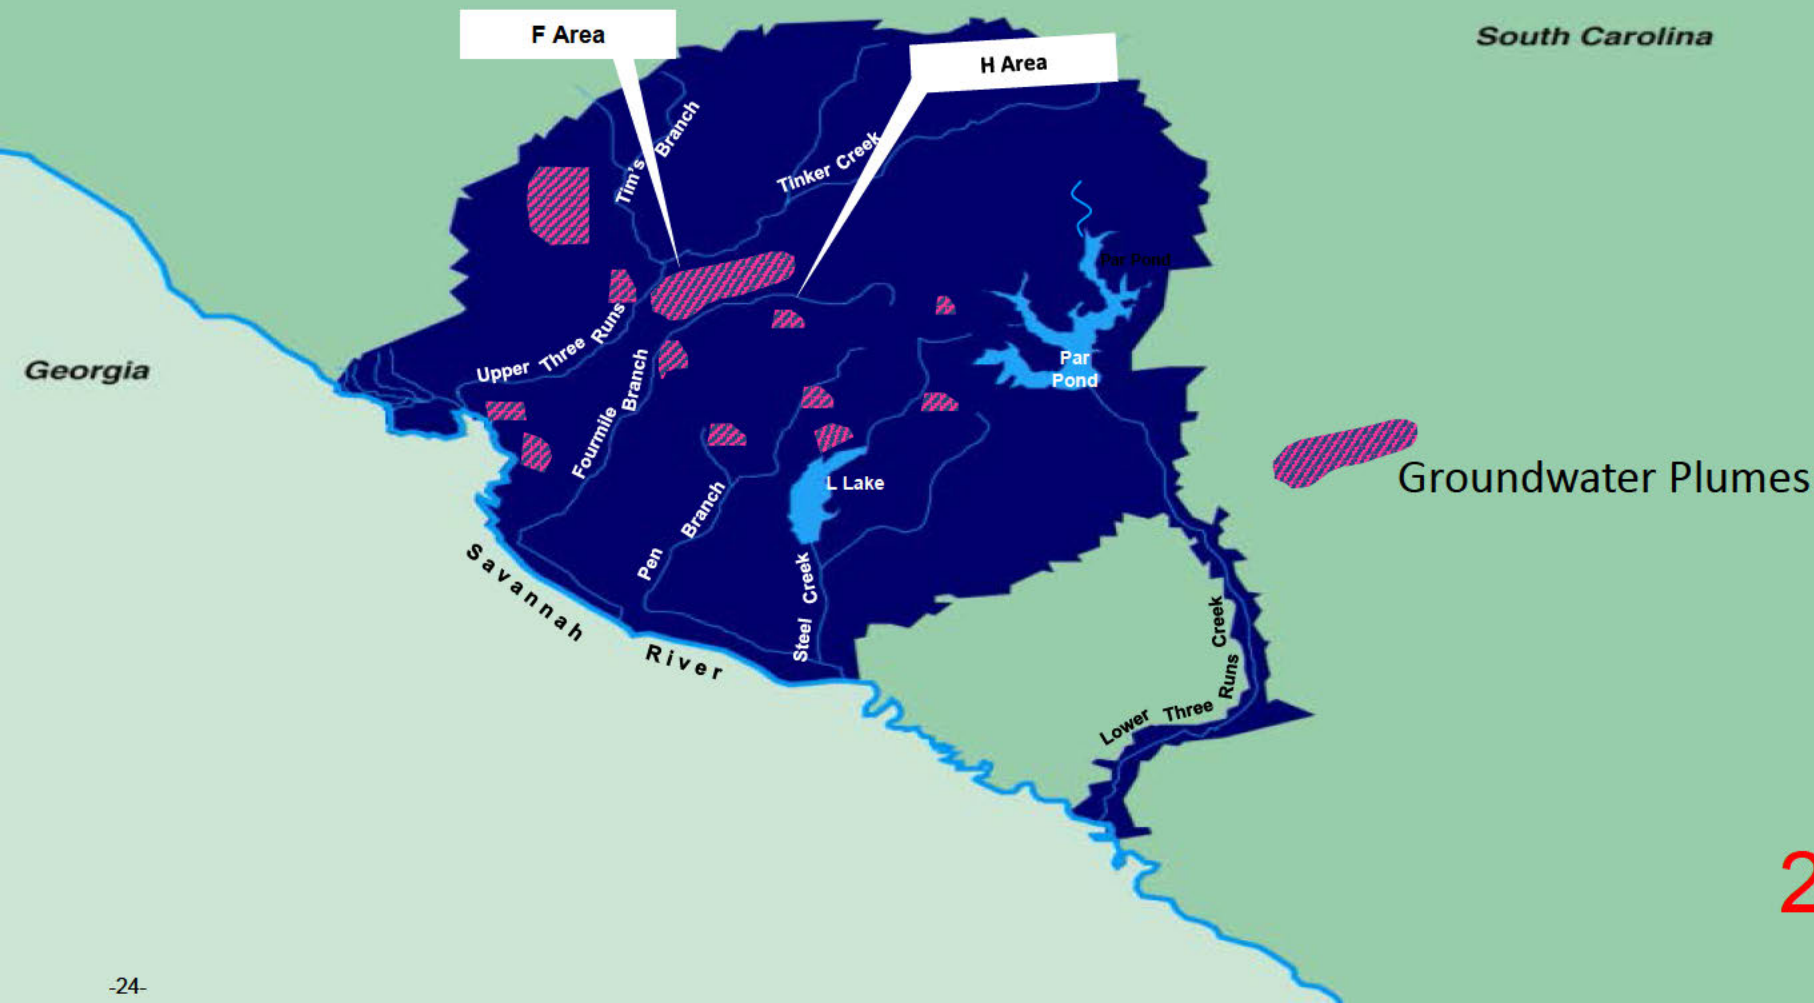 F Area
H Area
South Carolina
Tim's Branch
Tinker Creek
Par Pond
Par
Pond
Georgia
Upper Three Runs
Fourmile Branch
Groundwater Plumes
L Lake
Pen Branch
Steel Creek
Savannah River
Lower Three Runs Creek
2
-24-